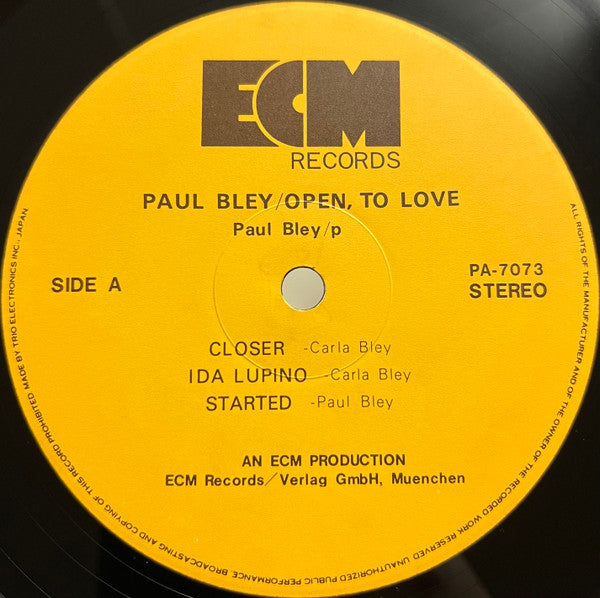 ECM
RECORDS
PAUL BLEY/OPEN, TO LOVE
Paul Bley/p
SIDE A
PA-7073
STEREO
CLOSER -Carla Bley
IDA LUPINO -Carla Bley
STARTED -Paul Bley
AN ECM PRODUCTION
ECM Records/Verlag GmbH, Muenchen
MADE BY TRIO ELECTRONICS INC., JAPAN
ALL RIGHTS OF THE MANUFACTURER AND OF THE OWNER OF THE RECORDED WORK RESERVED UNAUTHORIZED PUBLIC PERFORMANCE BROADCASTING AND COPYING OF THIS RECORD PROHIBITED